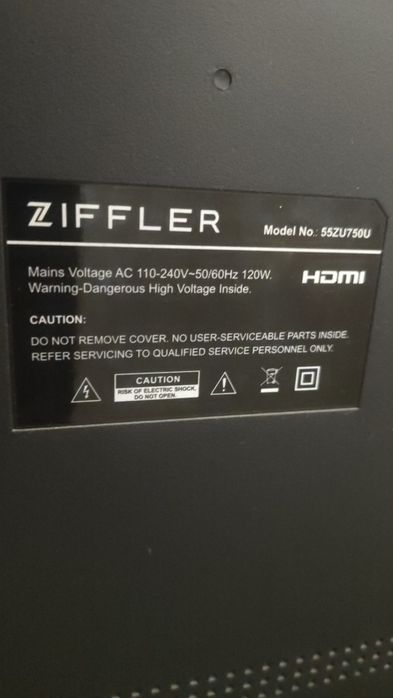 ZIFFLER
Model No.: 55ZU750U
Mains Voltage AC 110-240V~50/60Hz 120W.
HDMI
Warning-Dangerous High Voltage Inside.
CAUTION:
DO NOT REMOVE COVER. NO USER-SERVICEABLE PARTS INSIDE.
REFER SERVICING TO QUALIFIED SERVICE PERSONNEL ONLY.
CAUTION
RISK OF ELECTRIC SHOCK.
DO NOT OPEN.